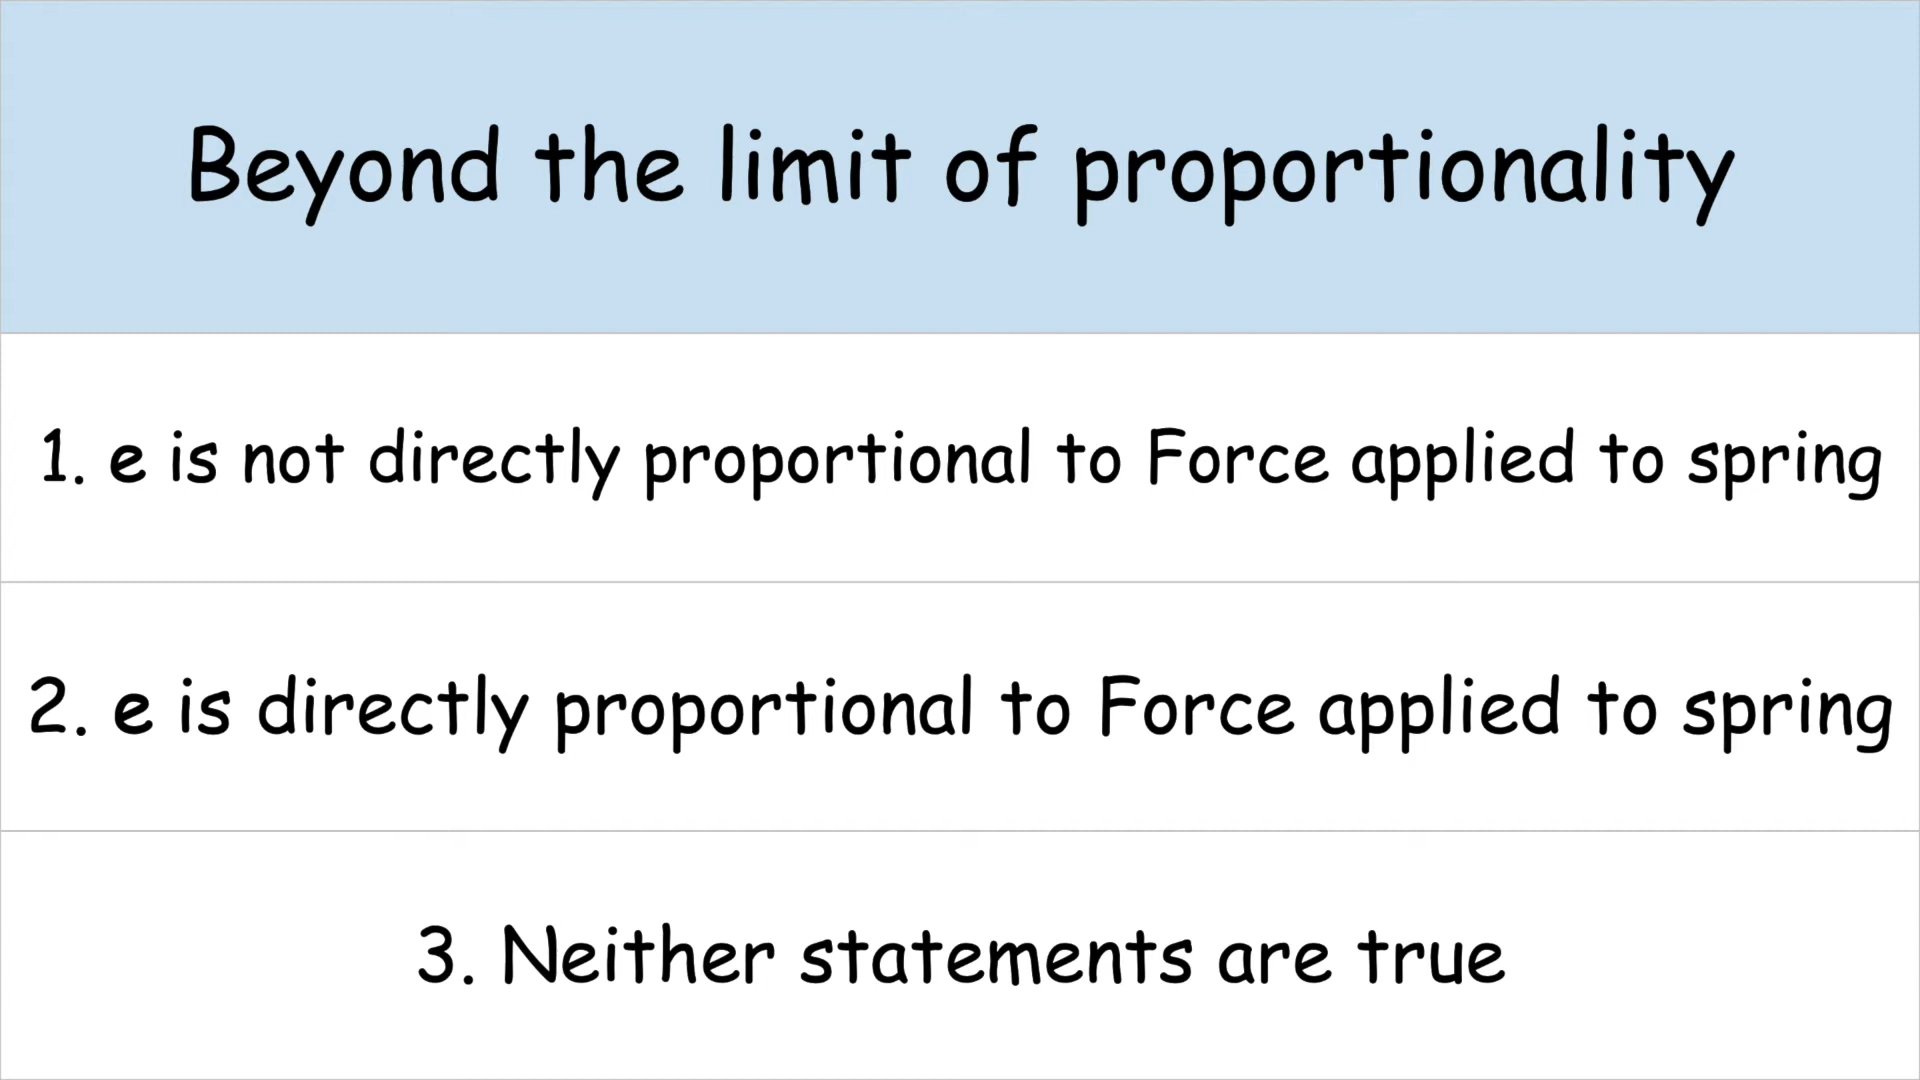 Beyond the limit of proportionality
1. e is not directly proportional to Force applied to spring
2. e is directly proportional to Force applied to spring
3. Neither statements are true